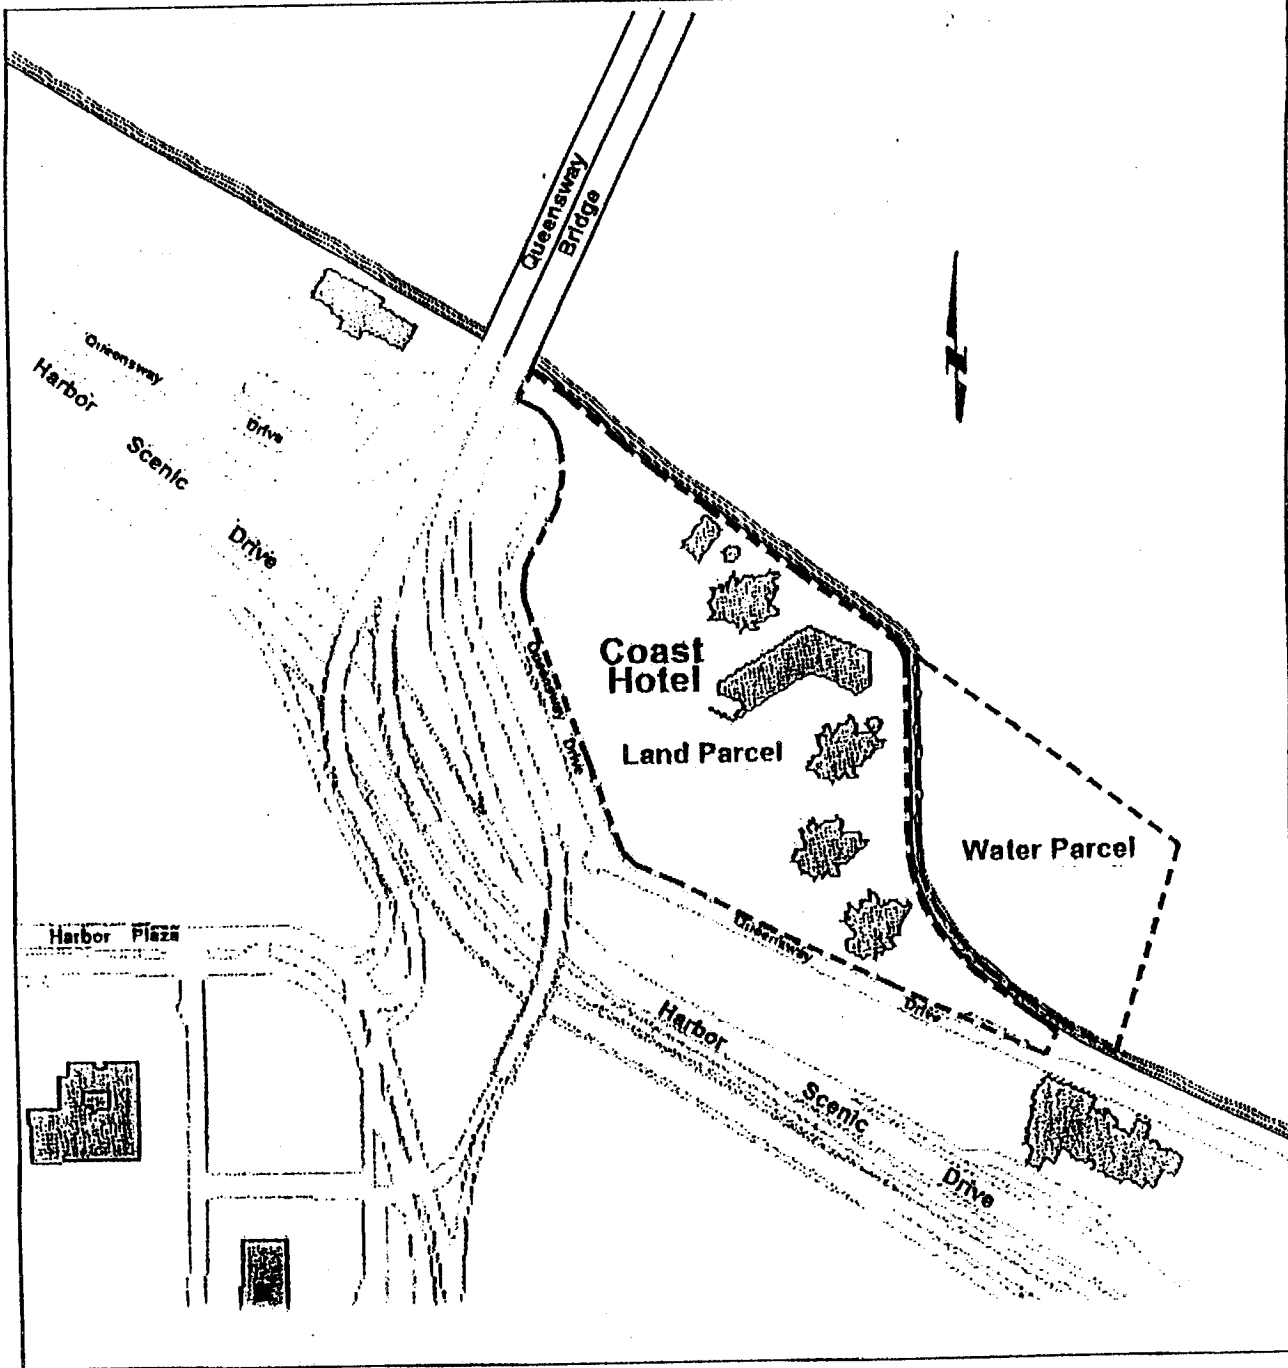 Queensway
Bridge
N
Queensway
Drive
Harbor
Scenic
Drive
Coast
Hotel
Queensway
Drive
Land Parcel
Water Parcel
Harbor Plaza
Queensway
Drive
Harbor
Scenic
Drive